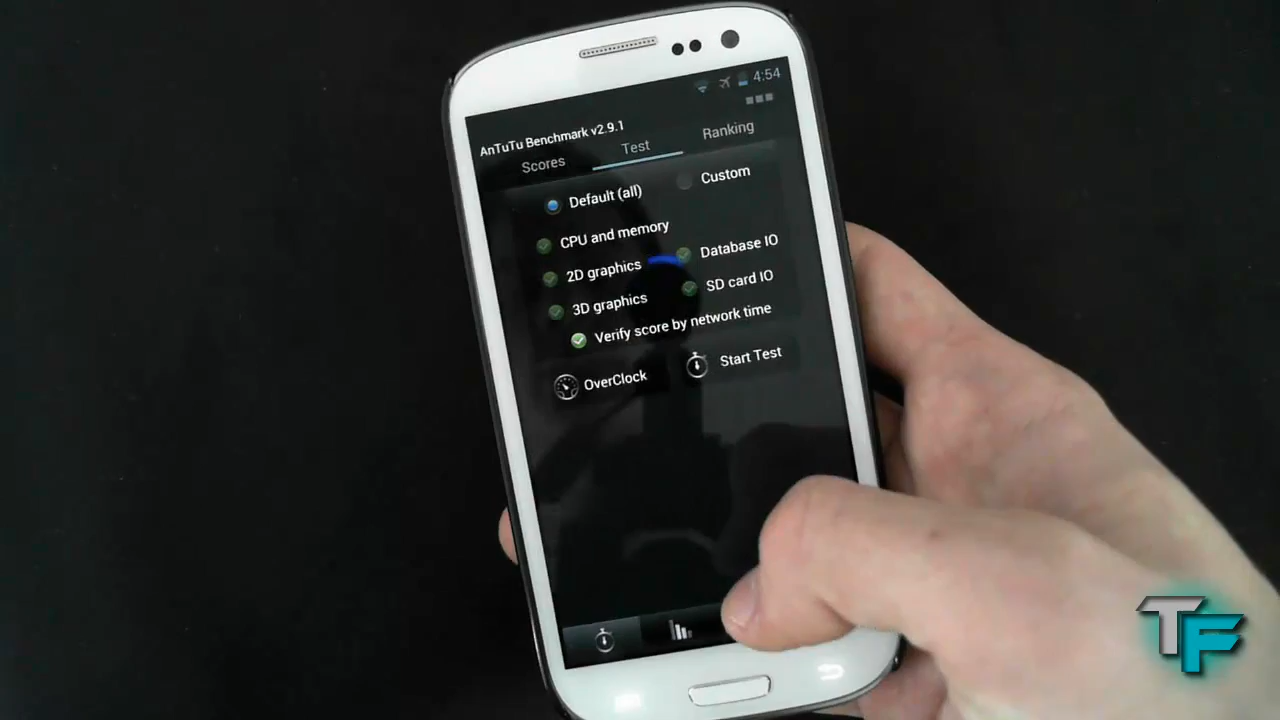 4:54
AnTuTu Benchmark v2.9.1
Scores Test Ranking
Default (all) Custom
CPU and memory
2D graphics Database IO
3D graphics SD card IO
Verify score by network time
OverClock Start Test
TF